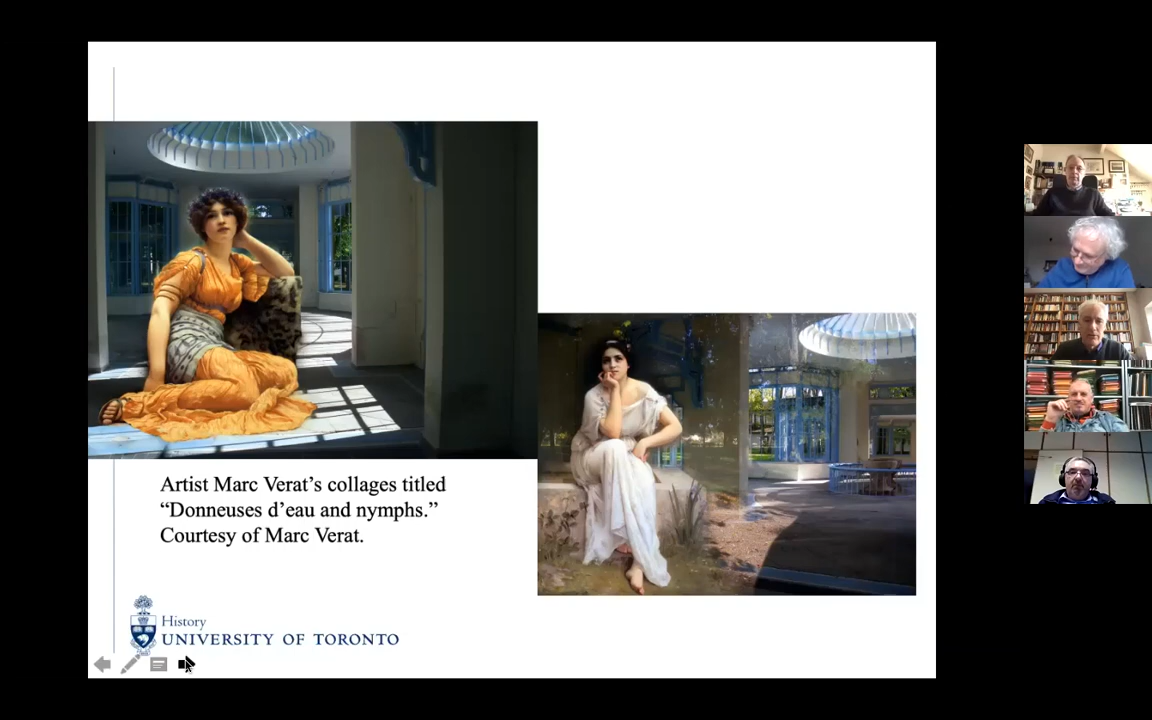 Artist Marc Verat’s collages titled
“Donneuses d’eau and nymphs.”
Courtesy of Marc Verat.
History
UNIVERSITY OF TORONTO